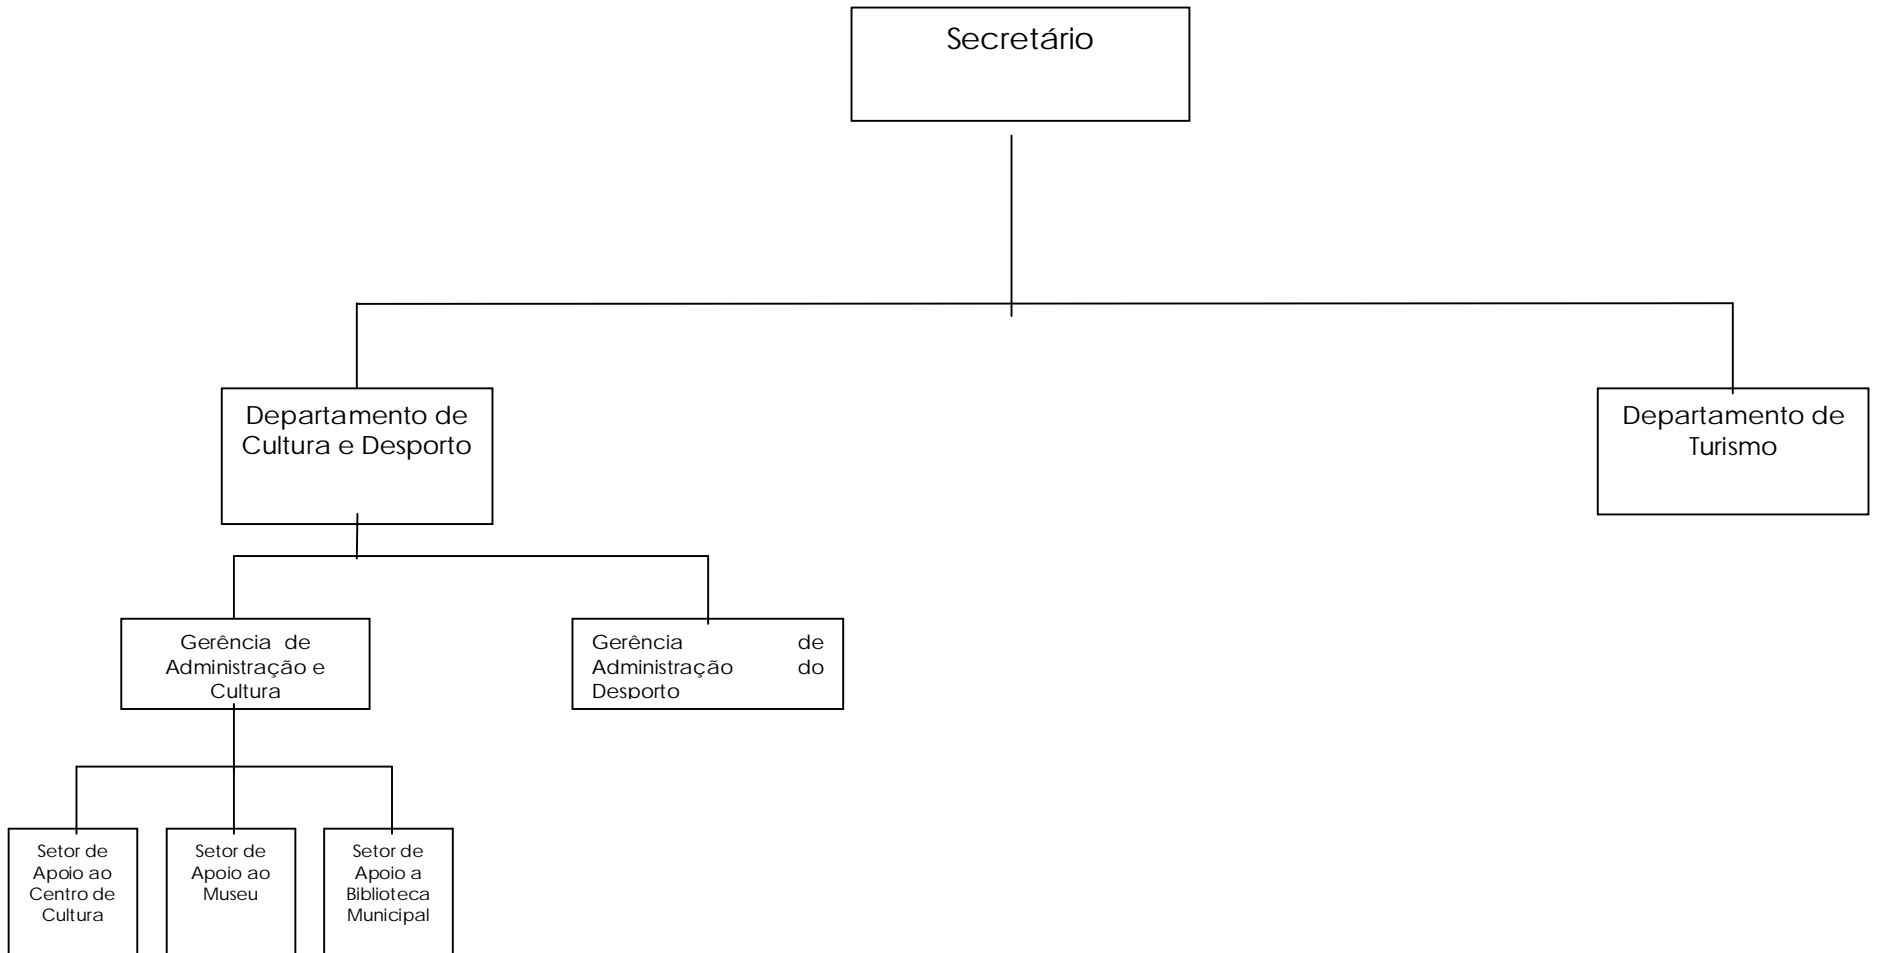 Secretário
Departamento de
Cultura e Desporto
Departamento de
Turismo
Gerência de
Administração e
Cultura
Gerência de
Administração do
Desporto
Setor de
Apoio ao
Centro de
Cultura
Setor de
Apoio ao
Museu
Setor de
Apoio a
Biblioteca
Municipal